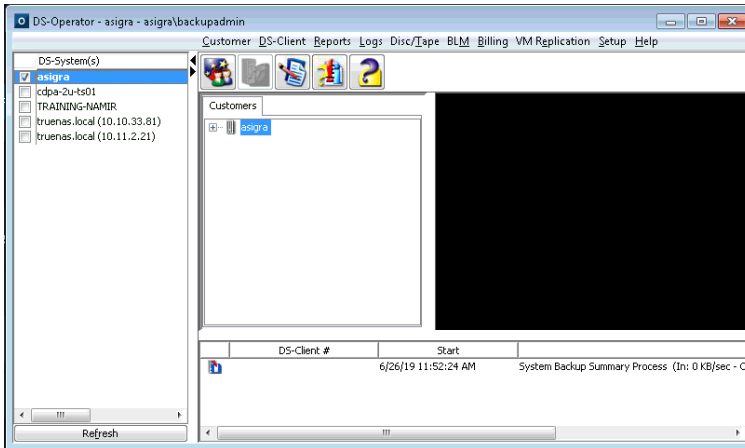 DS-Operator - asigra - asigra\backupadmin
Customer DS-Client Reports Logs Disc/Tape BLM Billing VM Replication Setup Help
DS-System(s)
asigra
cdpa-2u-ts01
TRAINING-NAMIR
truenas.local (10.10.33.81)
truenas.local (10.11.2.21)
Refresh
Customers
asigra
DS-Client # Start
6/26/19 11:52:24 AM System Backup Summary Process (In: 0 KB/sec -